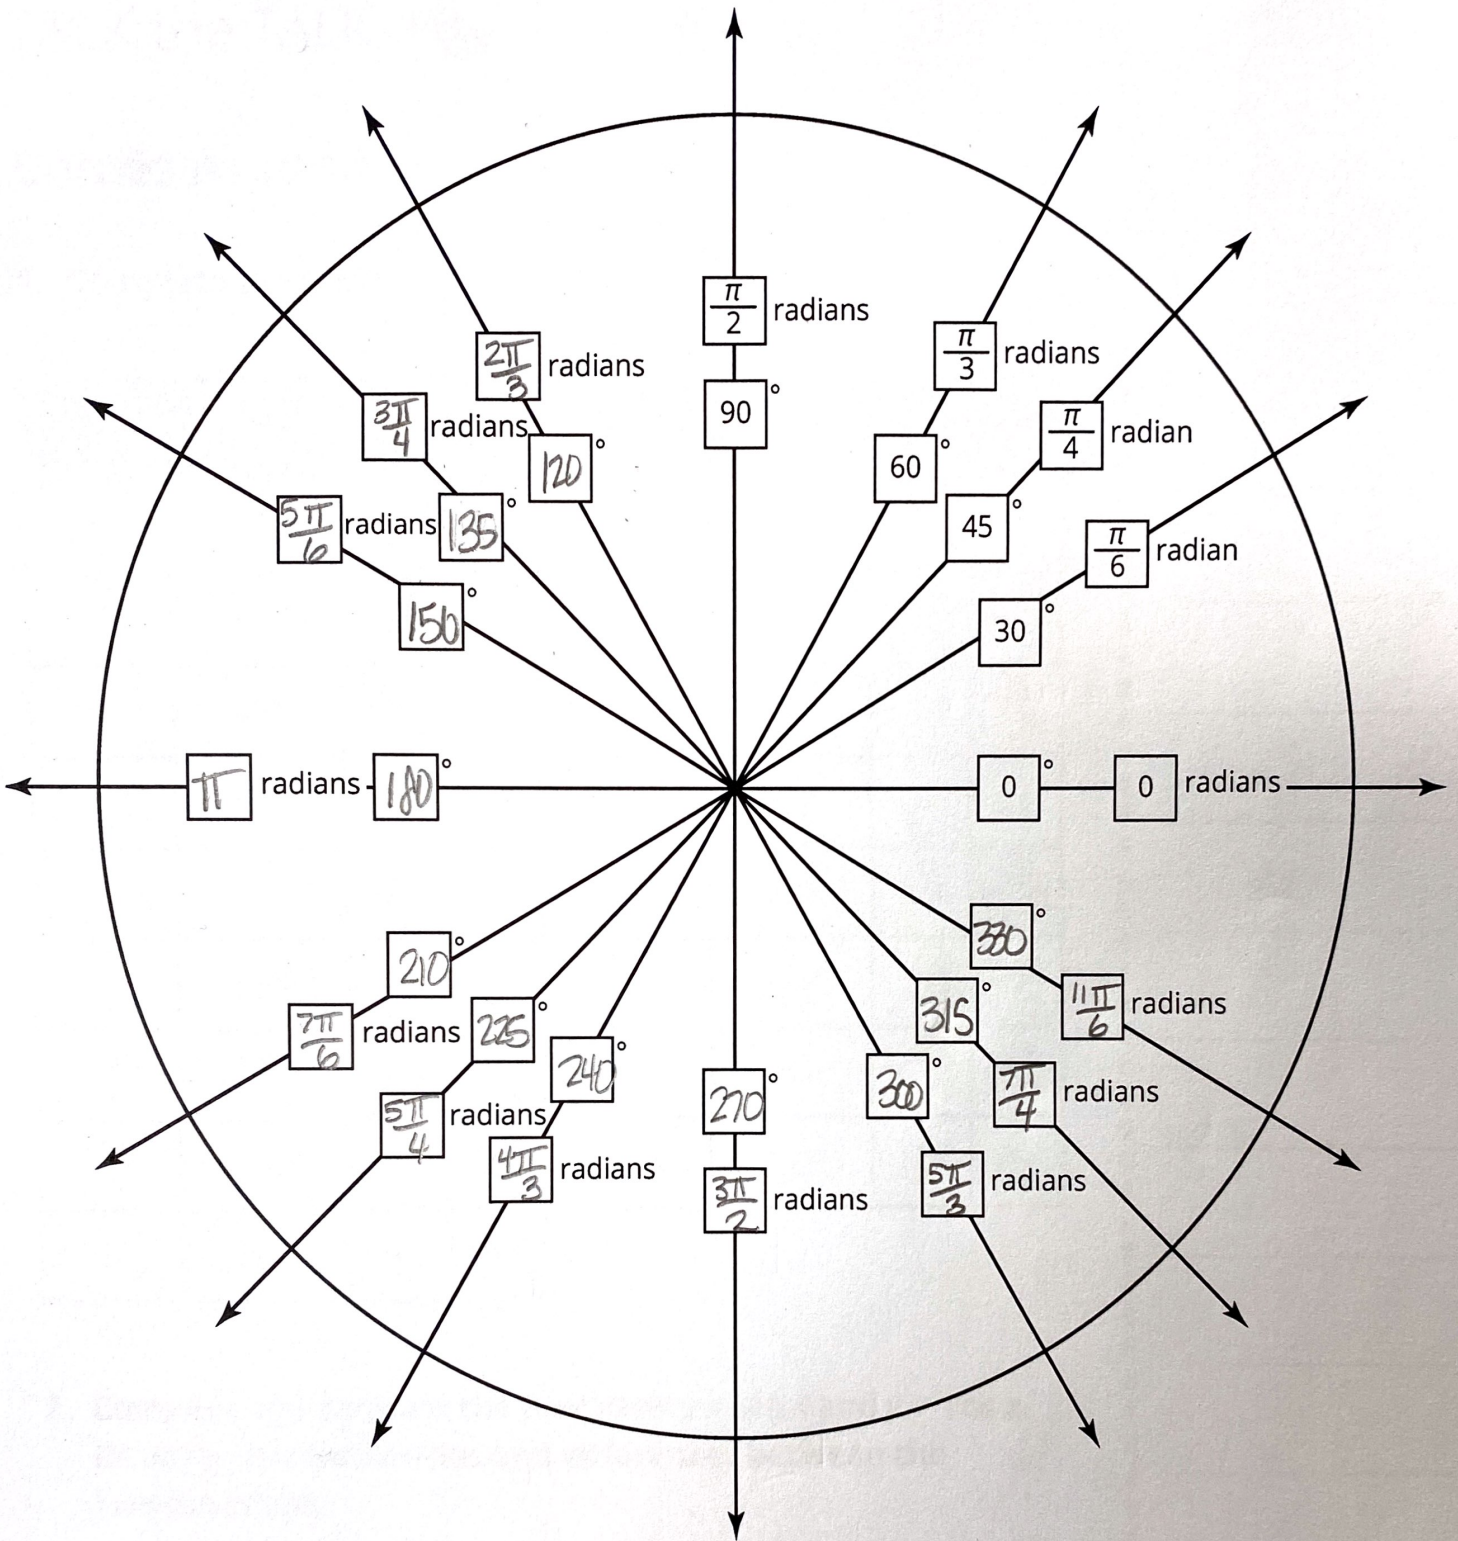 π/2 radians
π/3 radians
2π/3 radians
90°
3π/4 radians
π/4 radian
120°
60°
5π/6 radians
135°
45°
π/6 radian
150°
30°
π radians
180°
0°
0 radians
210°
330°
7π/6 radians
225°
315°
11π/6 radians
240°
300°
5π/4 radians
270°
7π/4 radians
4π/3 radians
3π/2 radians
5π/3 radians